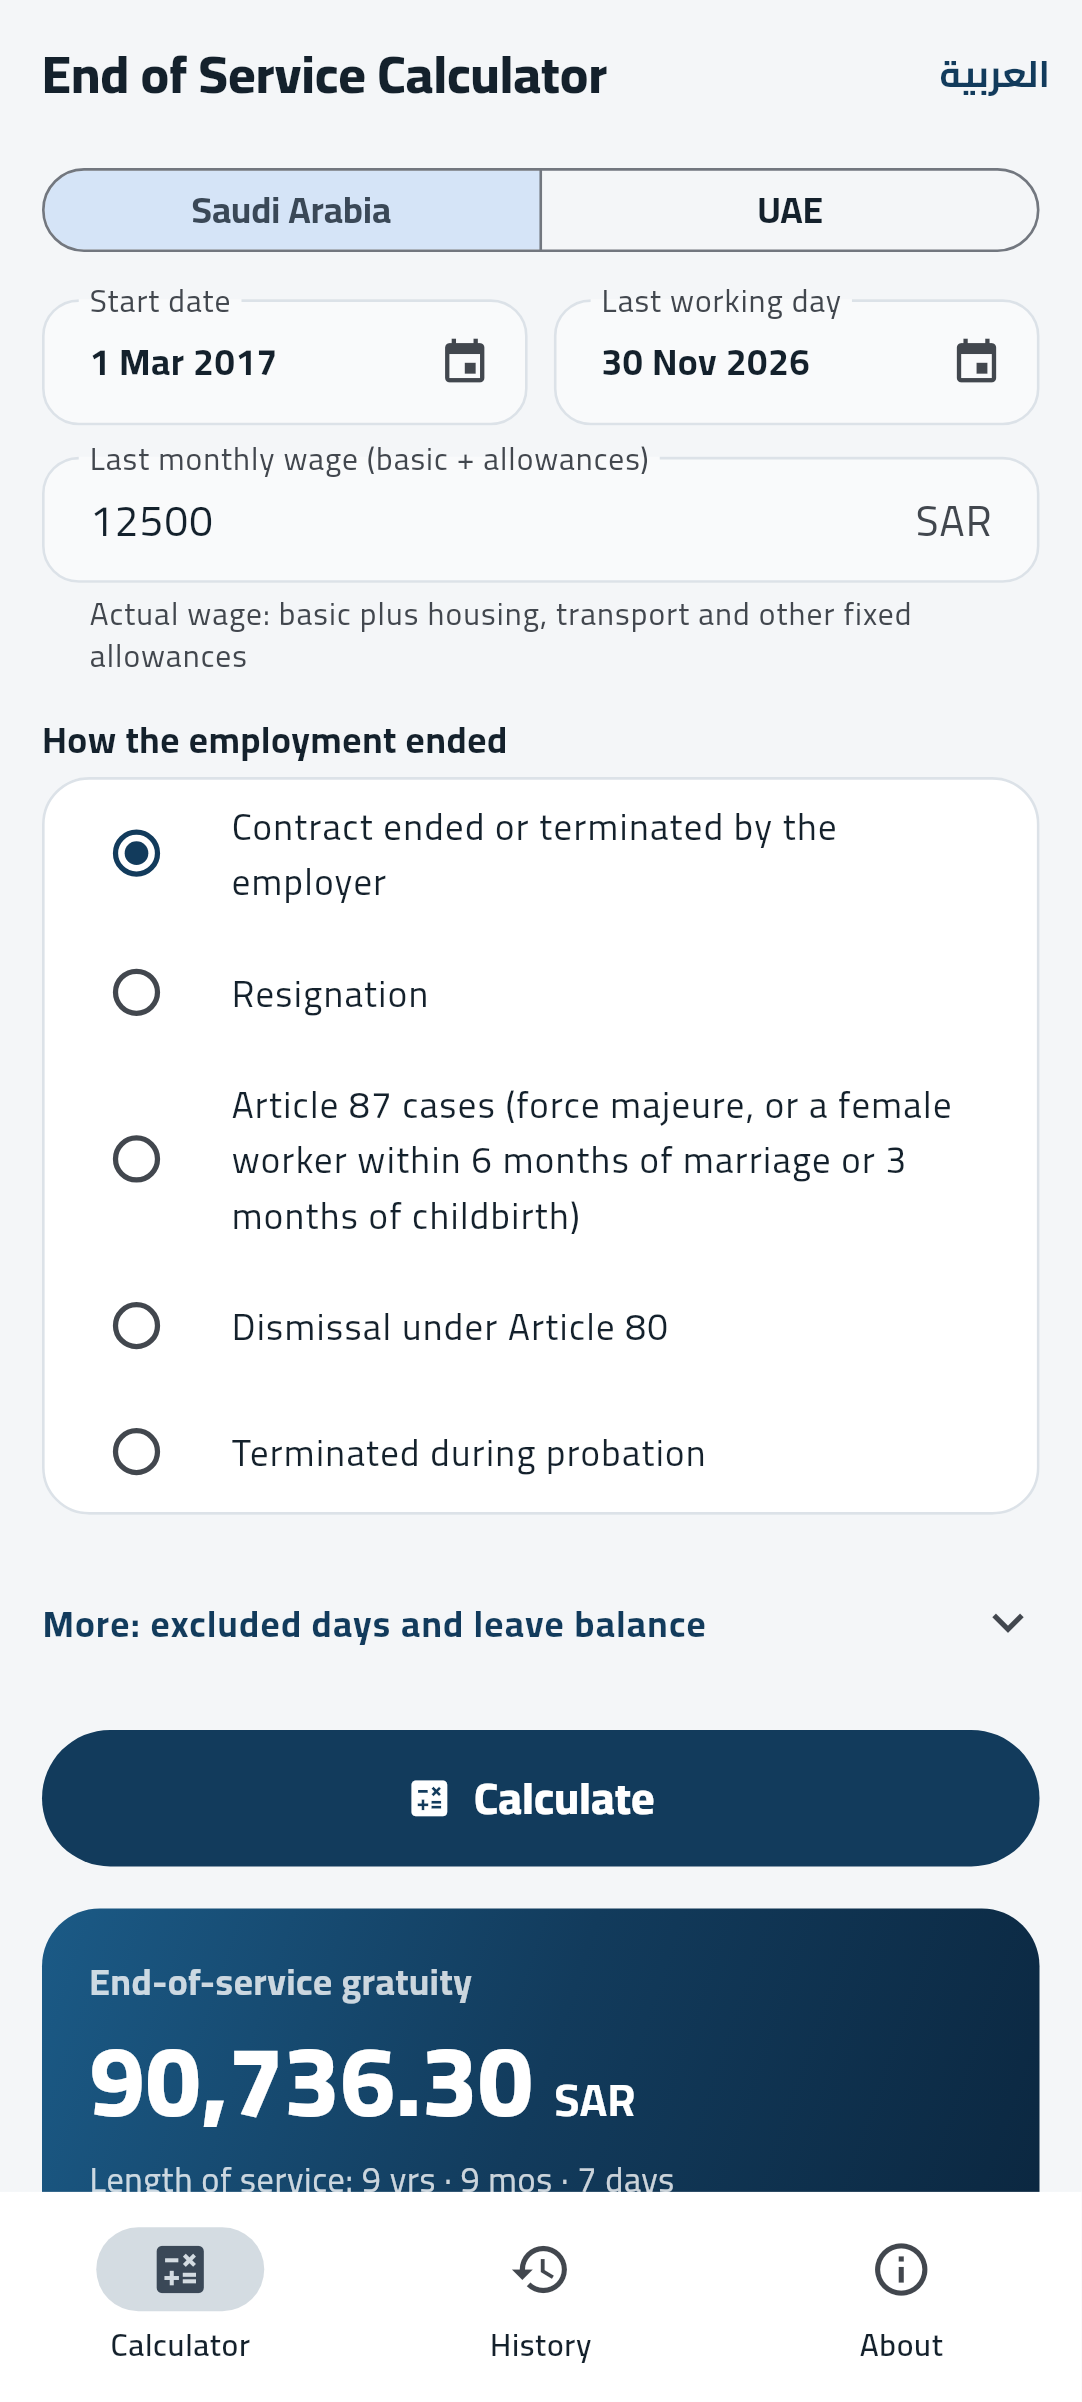 End of Service Calculator
العربية
Saudi Arabia
UAE
Start date
1 Mar 2017
Last working day
30 Nov 2026
Last monthly wage (basic + allowances)
12500
SAR
Actual wage: basic plus housing, transport and other fixed
allowances
How the employment ended
Contract ended or terminated by the
employer
Resignation
Article 87 cases (force majeure, or a female
worker within 6 months of marriage or 3
months of childbirth)
Dismissal under Article 80
Terminated during probation
More: excluded days and leave balance
Calculate
End-of-service gratuity
90,736.30 SAR
Length of service: 9 yrs · 9 mos · 7 days
Calculator
History
About